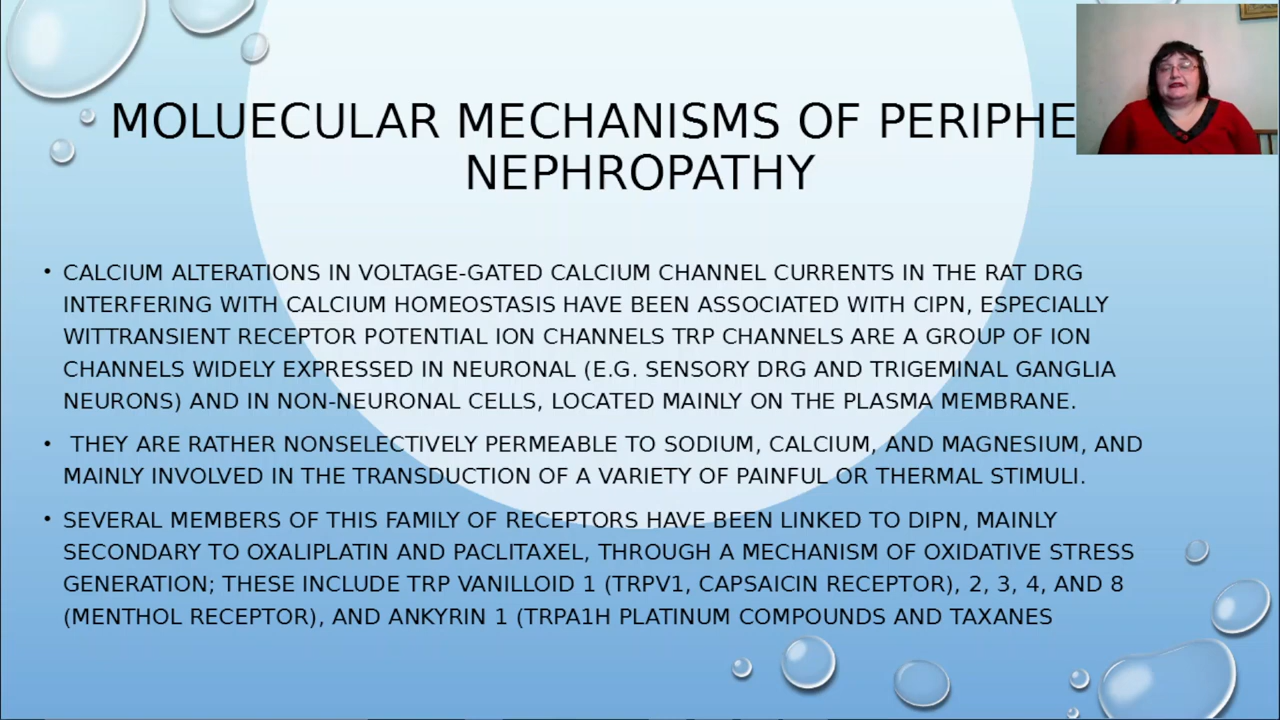 MOLUECULAR MECHANISMS OF PERIPHE
NEPHROPATHY
• CALCIUM ALTERATIONS IN VOLTAGE-GATED CALCIUM CHANNEL CURRENTS IN THE RAT DRG
INTERFERING WITH CALCIUM HOMEOSTASIS HAVE BEEN ASSOCIATED WITH CIPN, ESPECIALLY
WITTRANSIENT RECEPTOR POTENTIAL ION CHANNELS TRP CHANNELS ARE A GROUP OF ION
CHANNELS WIDELY EXPRESSED IN NEURONAL (E.G. SENSORY DRG AND TRIGEMINAL GANGLIA
NEURONS) AND IN NON-NEURONAL CELLS, LOCATED MAINLY ON THE PLASMA MEMBRANE.
• THEY ARE RATHER NONSELECTIVELY PERMEABLE TO SODIUM, CALCIUM, AND MAGNESIUM, AND
MAINLY INVOLVED IN THE TRANSDUCTION OF A VARIETY OF PAINFUL OR THERMAL STIMULI.
• SEVERAL MEMBERS OF THIS FAMILY OF RECEPTORS HAVE BEEN LINKED TO DIPN, MAINLY
SECONDARY TO OXALIPLATIN AND PACLITAXEL, THROUGH A MECHANISM OF OXIDATIVE STRESS
GENERATION; THESE INCLUDE TRP VANILLOID 1 (TRPV1, CAPSAICIN RECEPTOR), 2, 3, 4, AND 8
(MENTHOL RECEPTOR), AND ANKYRIN 1 (TRPA1H PLATINUM COMPOUNDS AND TAXANES